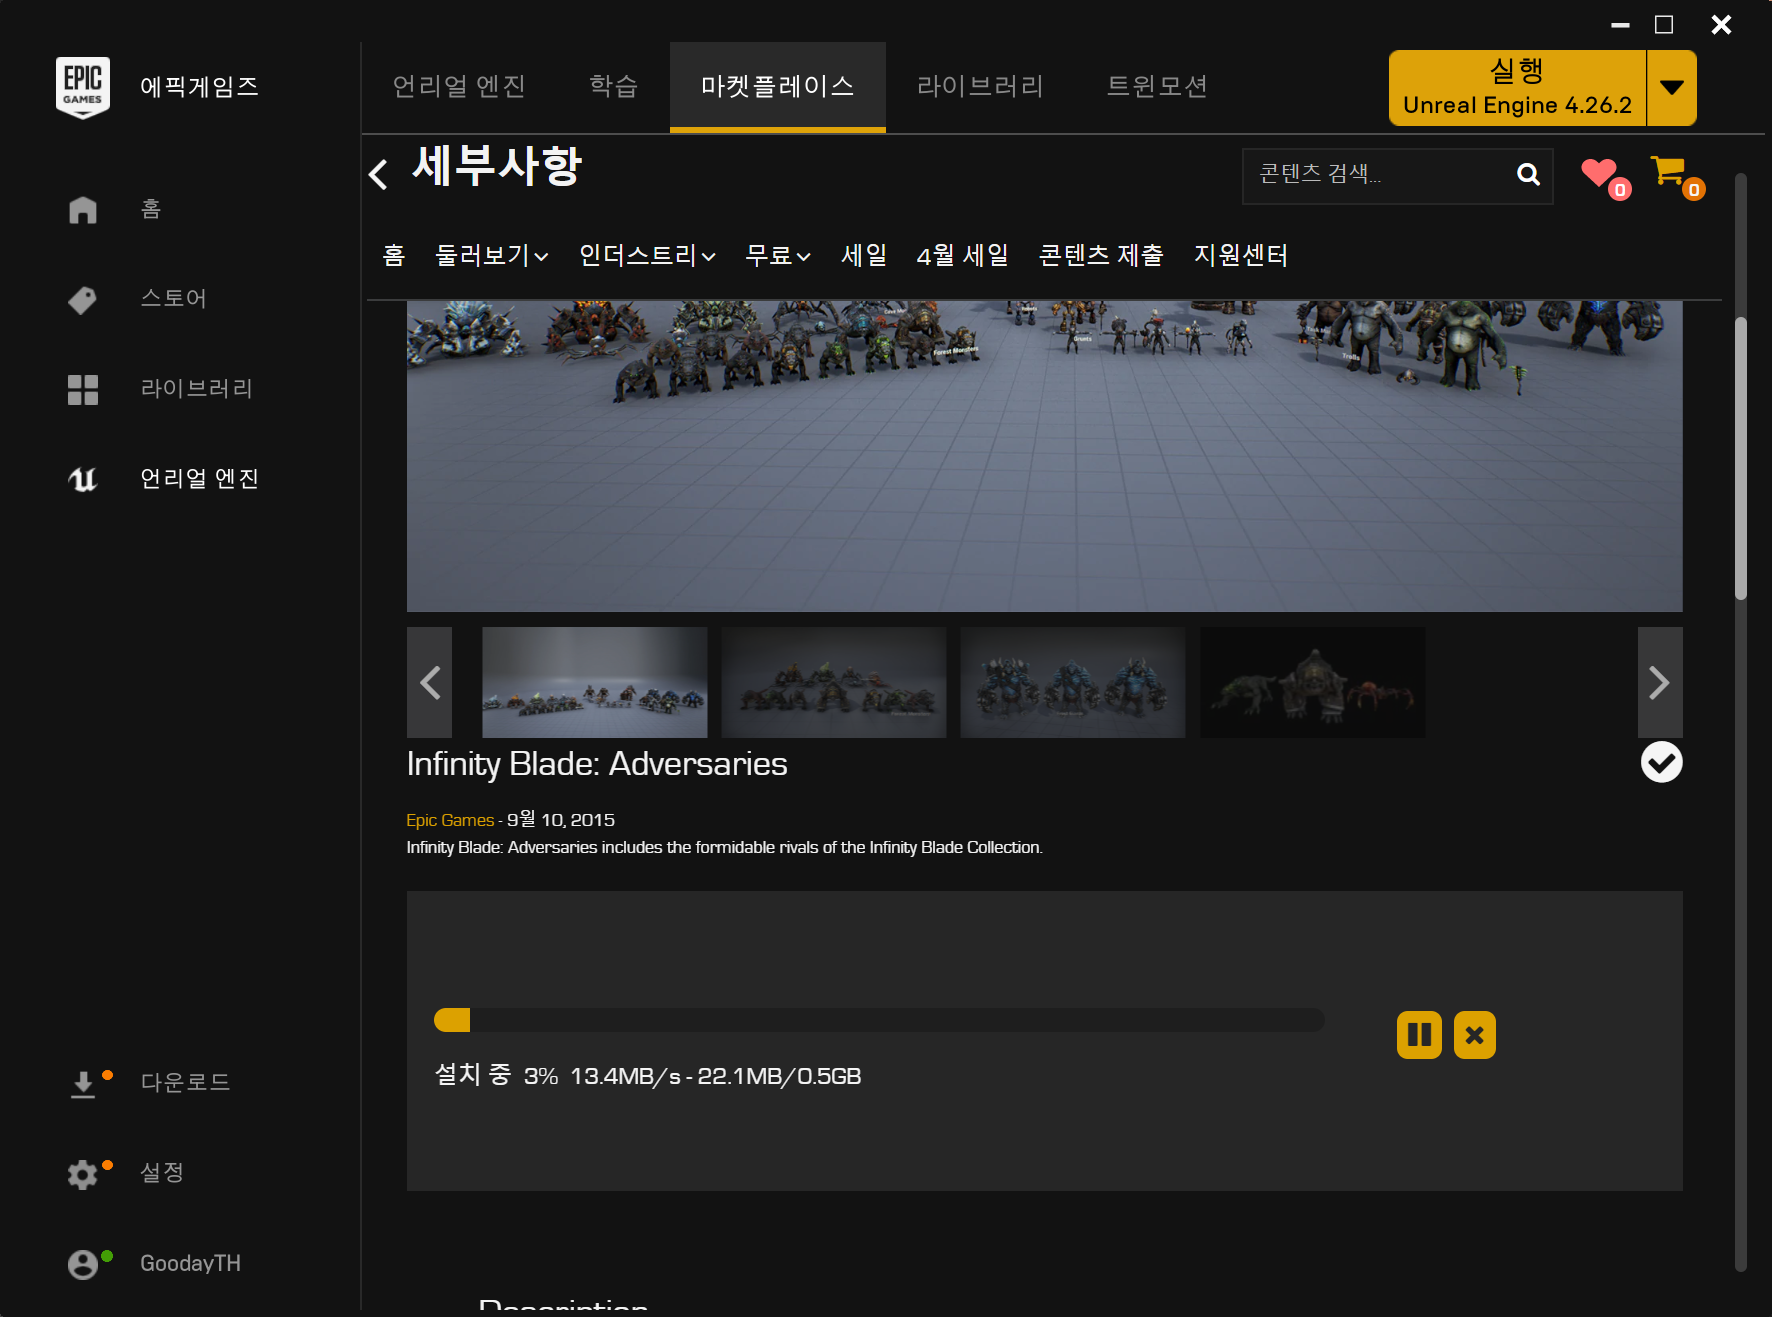 EPIC
GAMES
에픽게임즈
언리얼 엔진
학습
마켓플레이스
라이브러리
트윈모션
실행
Unreal Engine 4.26.2
세부사항
콘텐츠 검색...
0
0
홈
스토어
라이브러리
언리얼 엔진
홈 둘러보기 인더스트리 무료 세일 4월 세일 콘텐츠 제출 지원센터
Forest Monsters
Grunts
Trolls
Infinity Blade: Adversaries
Epic Games - 9월 10, 2015
Infinity Blade: Adversaries includes the formidable rivals of the Infinity Blade Collection.
설치 중 3% 13.4MB/s - 22.1MB/0.5GB
다운로드
설정
GoodayTH
Description